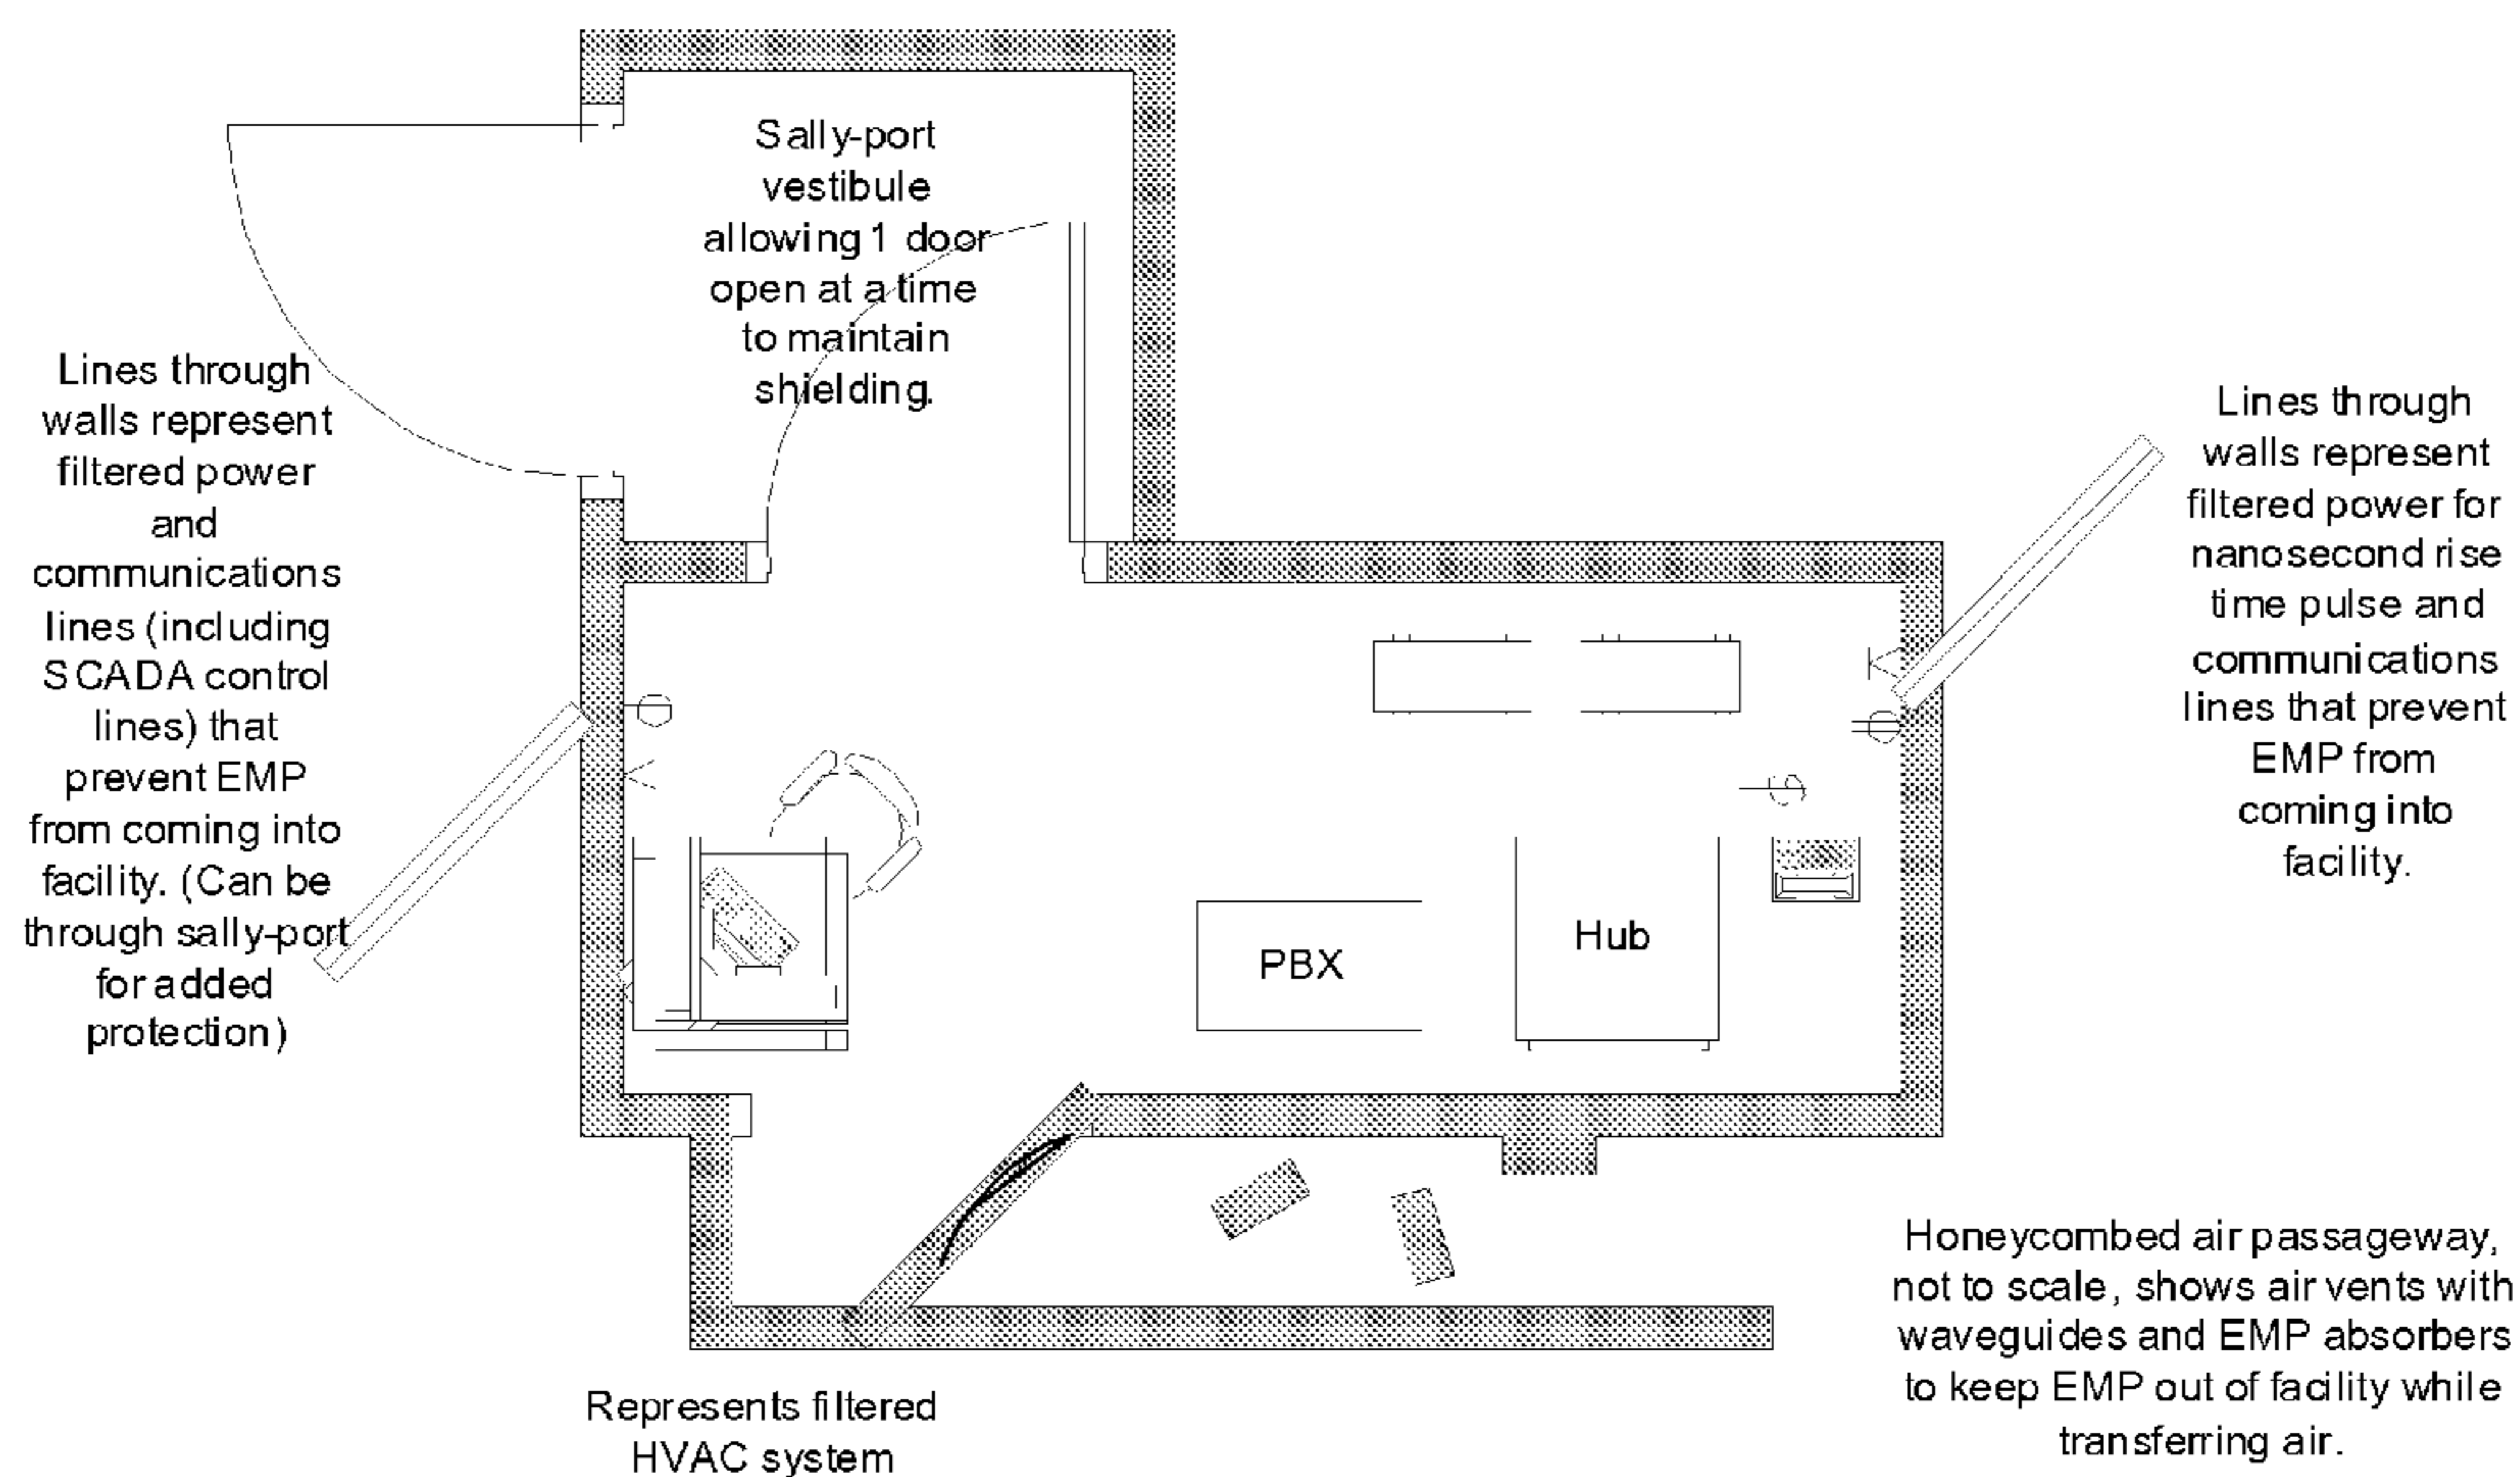 Sally-port
vestibule
allowing 1 door
open at a time
to maintain
shielding.
Lines through
walls represent
filtered power
and
communications
lines (including
SCADA control
lines) that
prevent EMP
from coming into
facility. (Can be
through sally-port
for added
protection)
Lines through
walls represent
filtered power for
nanosecond rise
time pulse and
communications
lines that prevent
EMP from
coming into
facility.
PBX
Hub
Honeycombed air passageway,
not to scale, shows air vents with
waveguides and EMP absorbers
to keep EMP out of facility while
transferring air.
Represents filtered
HVAC system